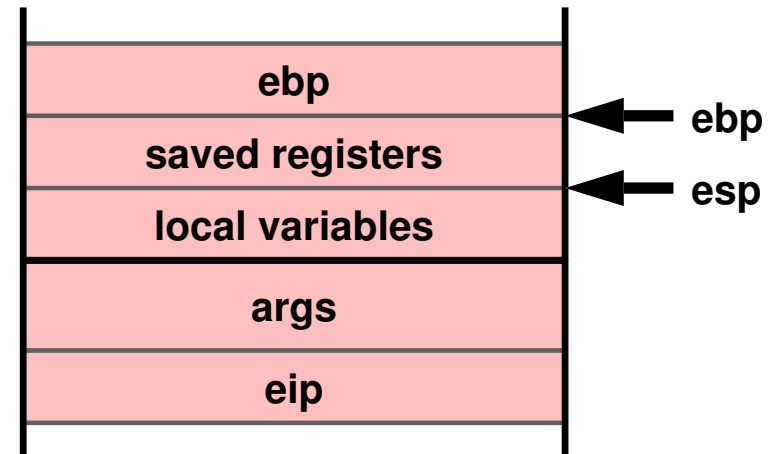 ebp
ebp
saved registers
esp
local variables
args
eip